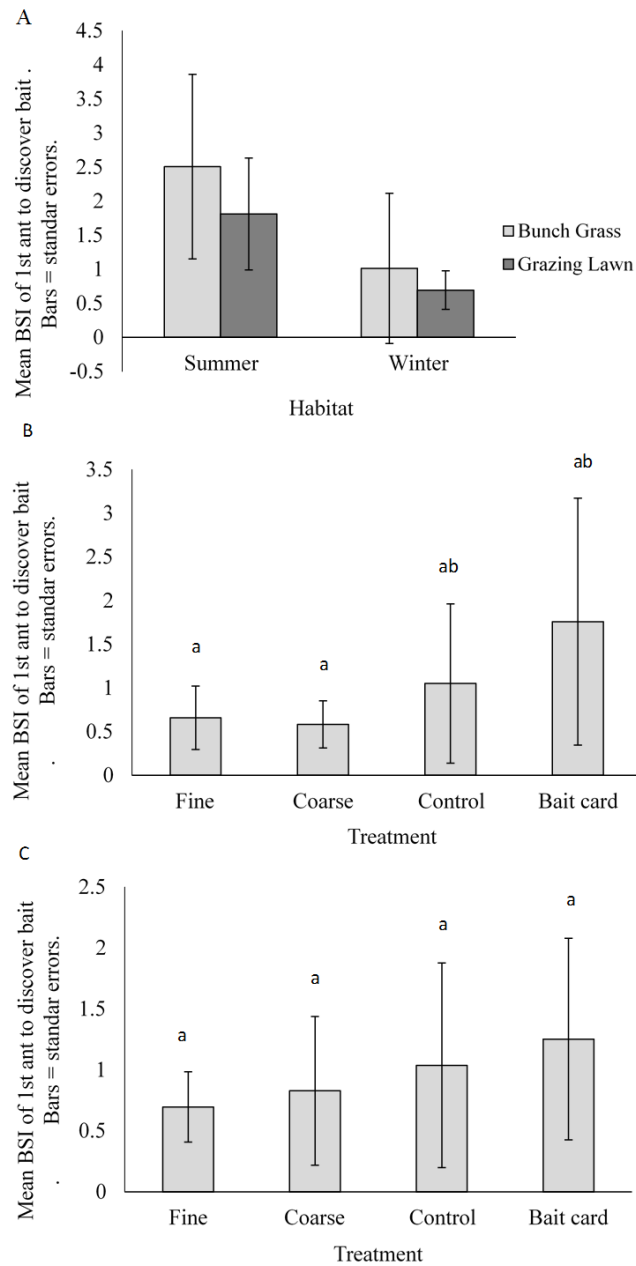 A
Mean BSI of 1st ant to discover bait .
Bars = standar errors.
4.5
4
3.5
3
2.5
2
1.5
1
0.5
0
-0.5
Bunch Grass
Grazing Lawn
Summer Winter
Habitat
B
Mean BSI of 1st ant to discover bait
Bars = standar errors.
.
3.5
3
2.5
2
1.5
1
0.5
0
a a ab ab
Fine Coarse Control Bait card
Treatment
C
Mean BSI of 1st ant to discover bait
Bars = standar errors.
.
2.5
2
1.5
1
0.5
0
a a a a
Fine Coarse Control Bait card
Treatment